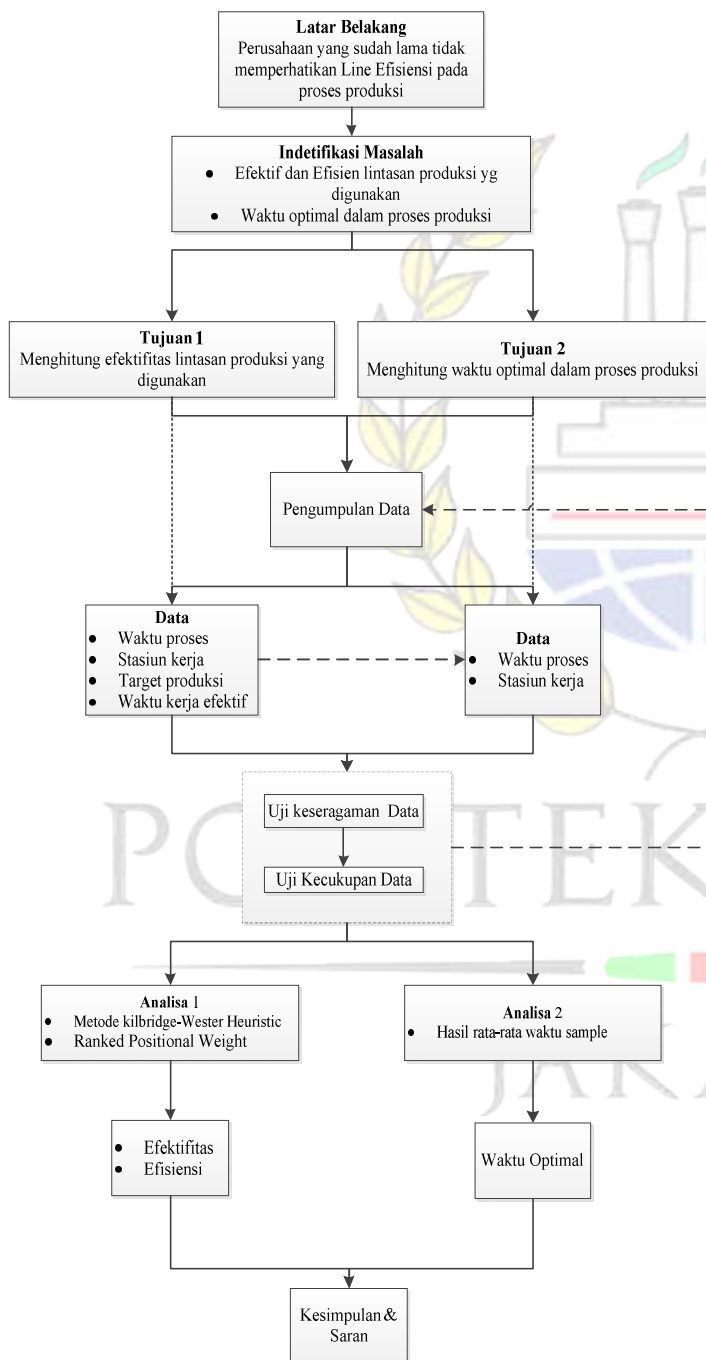 Latar Belakang
Perusahaan yang sudah lama tidak
memperhatikan Line Efisiensi pada
proses produksi
Indetifikasi Masalah
• Efektif dan Efisien lintasan produksi yg
digunakan
• Waktu optimal dalam proses produksi
Tujuan 1
Menghitung efektifitas lintasan produksi yang
digunakan
Tujuan 2
Menghitung waktu optimal dalam proses produksi
Pengumpulan Data
Data
• Waktu proses
• Stasiun kerja
• Target produksi
• Waktu kerja efektif
Data
• Waktu proses
• Stasiun kerja
Uji keseragaman Data
Uji Kecukupan Data
Analisa 1
• Metode kilbridge-Wester Heuristic
• Ranked Positional Weight
Analisa 2
• Hasil rata-rata waktu sample
• Efektifitas
• Efisiensi
Waktu Optimal
Kesimpulan &
Saran